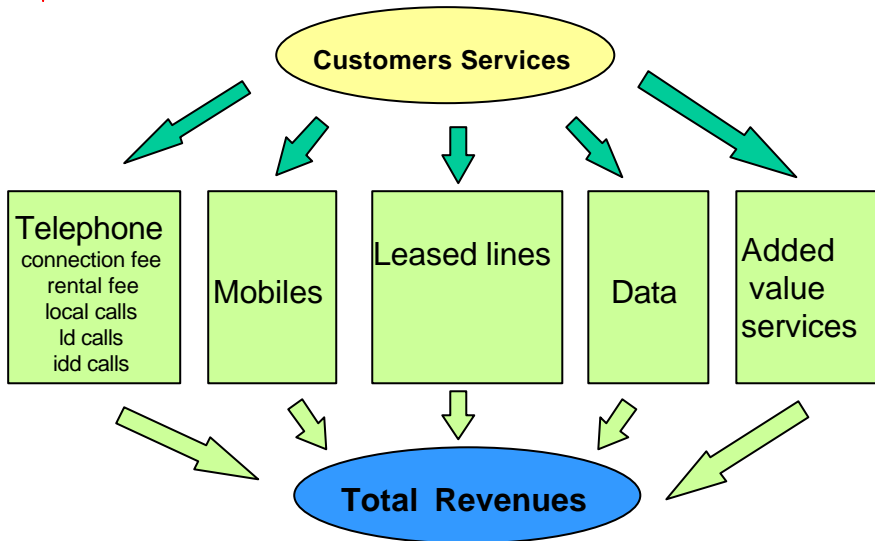 Customers Services
Telephone
connection fee
rental fee
local calls
ld calls
idd calls
Mobiles
Leased lines
Data
Added
value
services
Total Revenues